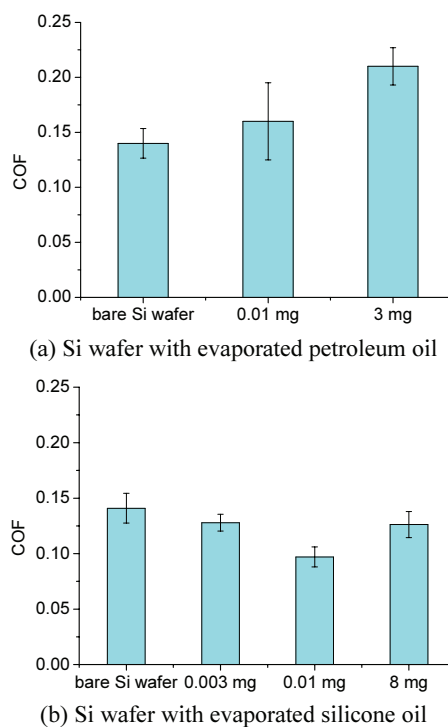 0.25
0.20
0.15
0.10
0.05
0.00
COF
bare Si wafer 0.01 mg 3 mg
(a) Si wafer with evaporated petroleum oil
0.25
0.20
0.15
0.10
0.05
0.00
COF
bare Si wafer 0.003 mg 0.01 mg 8 mg
(b) Si wafer with evaporated silicone oil